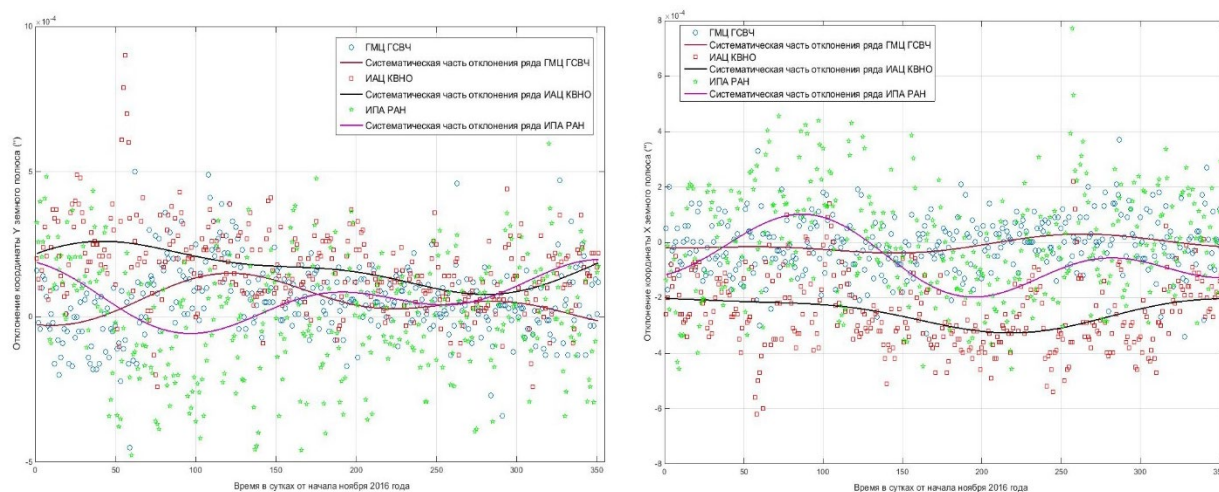 ×10⁻⁴
10
5
0
-5
0
50
100
150
200
250
300
350
Отклонение координаты Y земного полюса (")
Время в сутках от начала ноября 2016 года
ГМЦ ГСВЧ
Систематическая часть отклонения ряда ГМЦ ГСВЧ
ИАЦ КВНО
Систематическая часть отклонения ряда ИАЦ КВНО
ИПА РАН
Систематическая часть отклонения ряда ИПА РАН
×10⁻⁴
8
6
4
2
0
-2
-4
-6
-8
0
50
100
150
200
250
300
350
Отклонение координаты X земного полюса (")
Время в сутках от начала ноября 2016 года
ГМЦ ГСВЧ
Систематическая часть отклонения ряда ГМЦ ГСВЧ
ИАЦ КВНО
Систематическая часть отклонения ряда ИАЦ КВНО
ИПА РАН
Систематическая часть отклонения ряда ИПА РАН